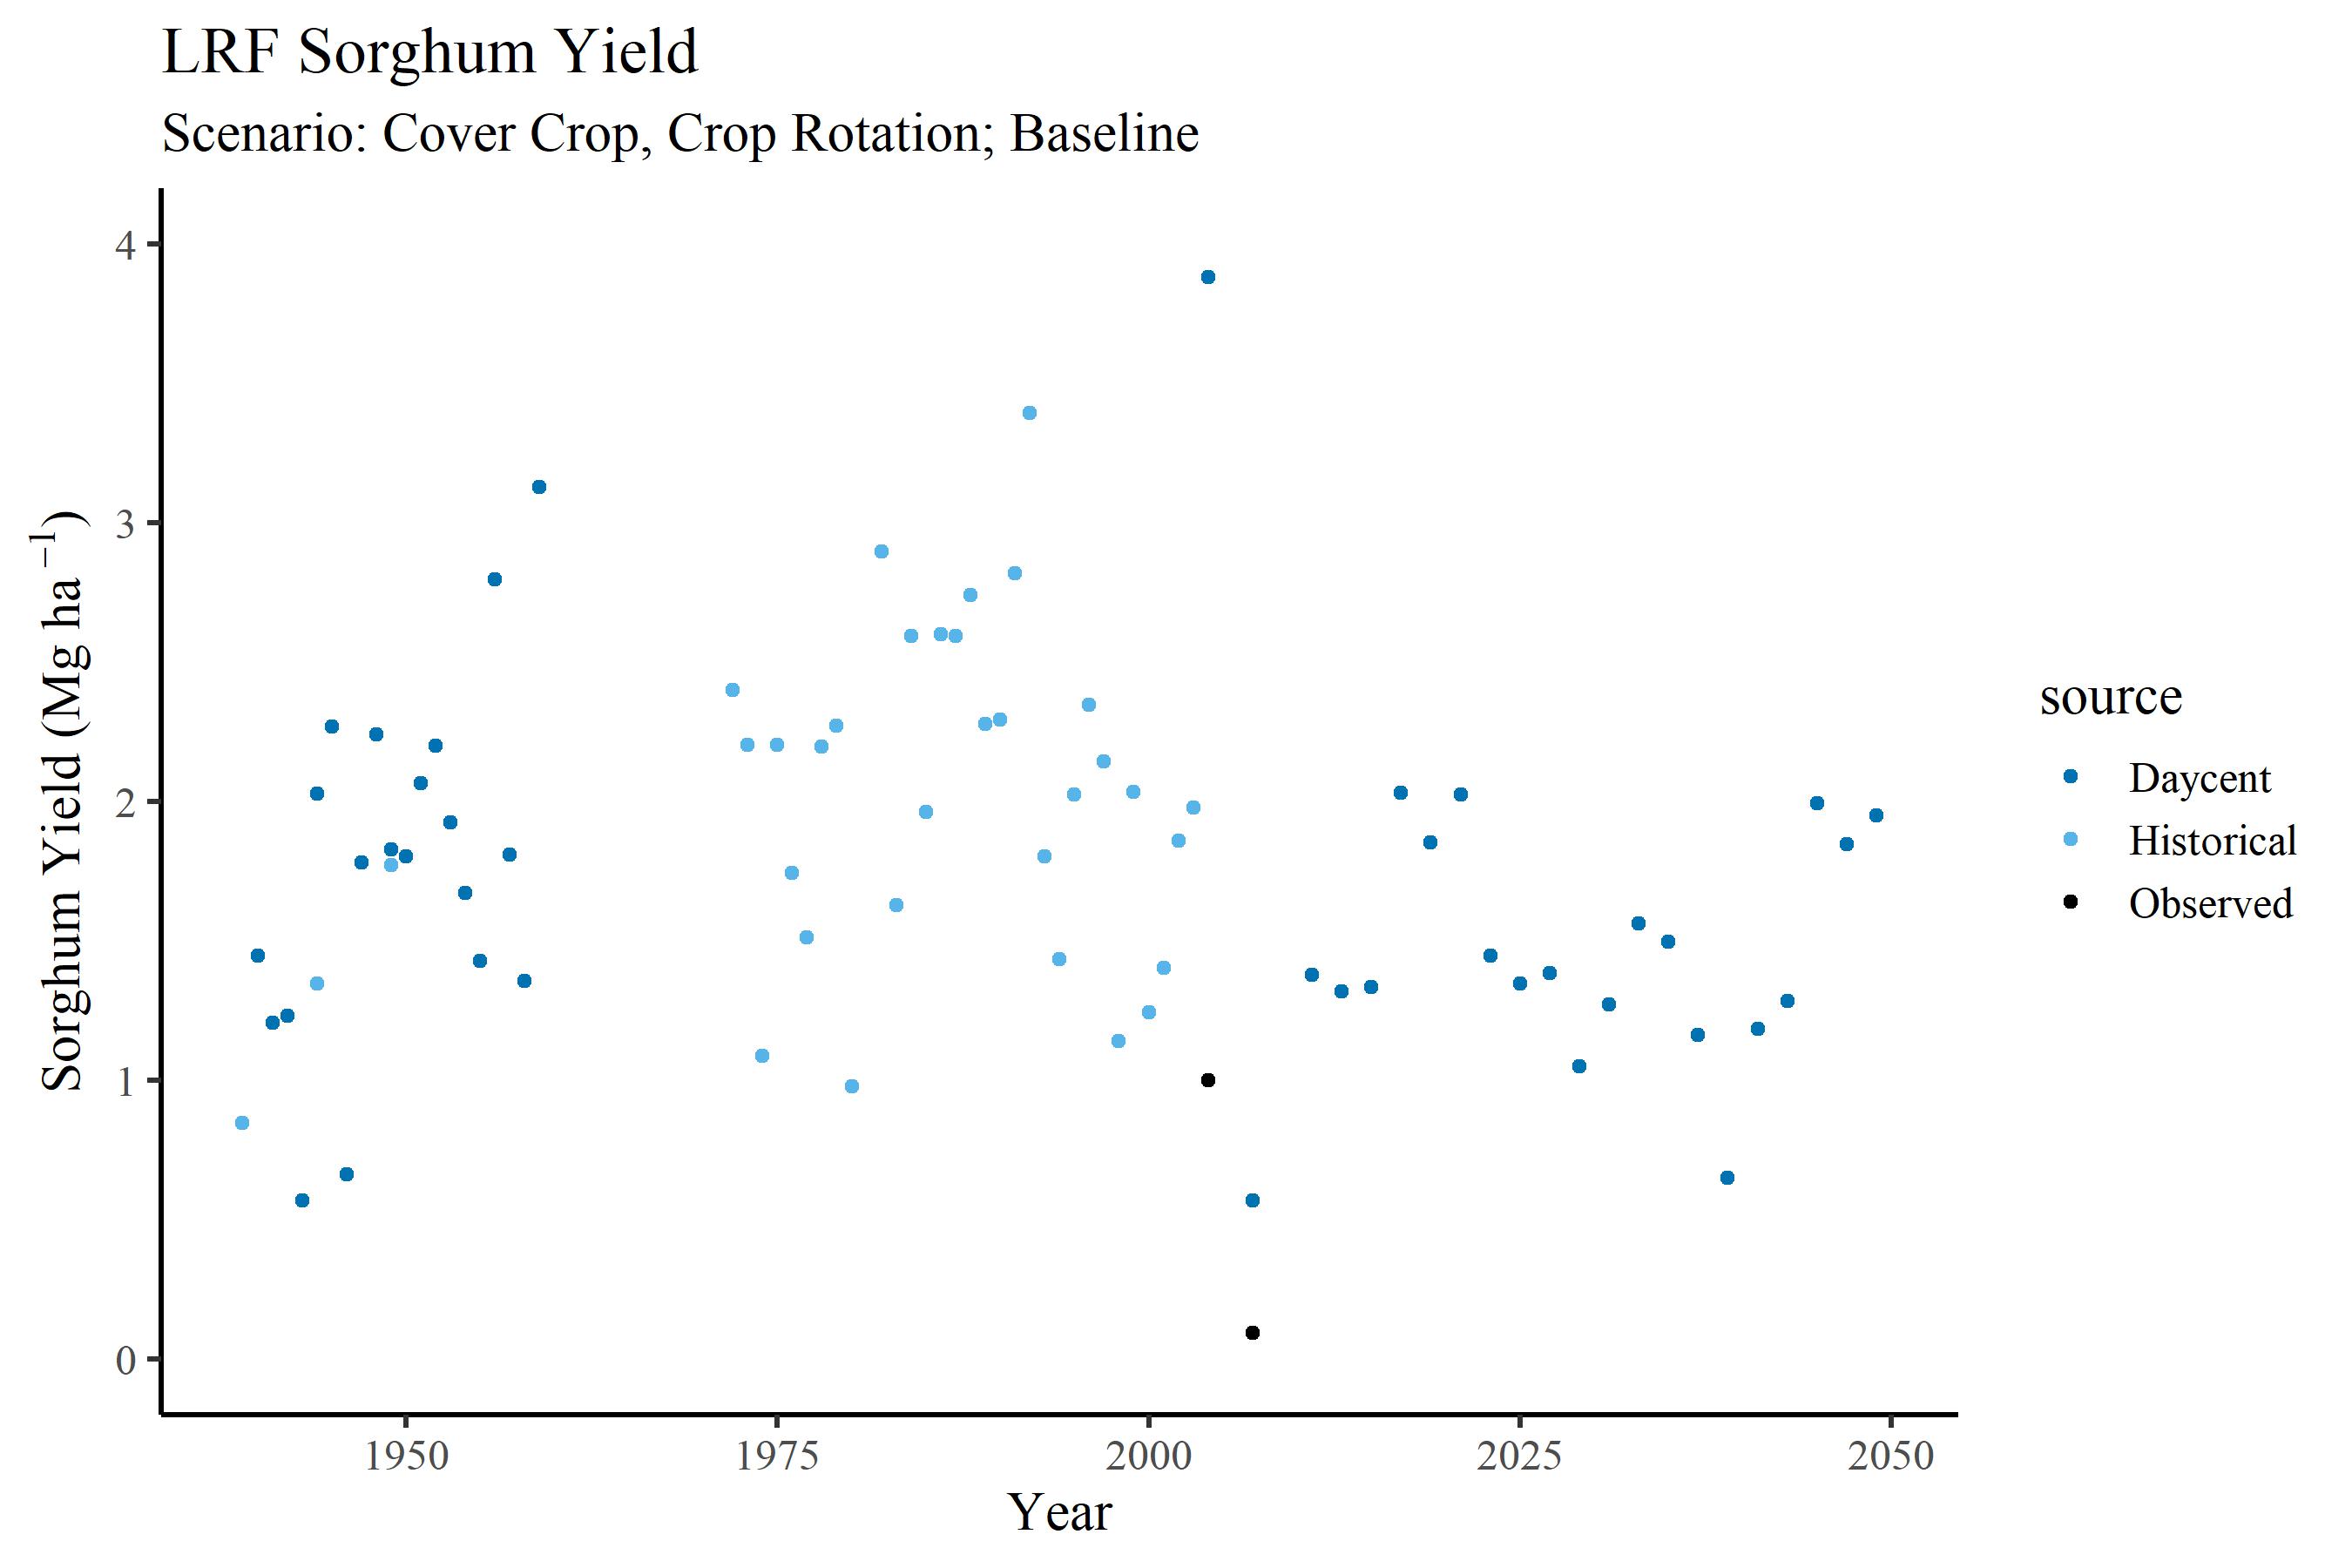 LRF Sorghum Yield
Scenario: Cover Crop, Crop Rotation; Baseline
Sorghum Yield (Mg ha⁻¹)
4
3
2
1
0
1950 1975 2000 2025 2050
Year
source
Daycent
Historical
Observed